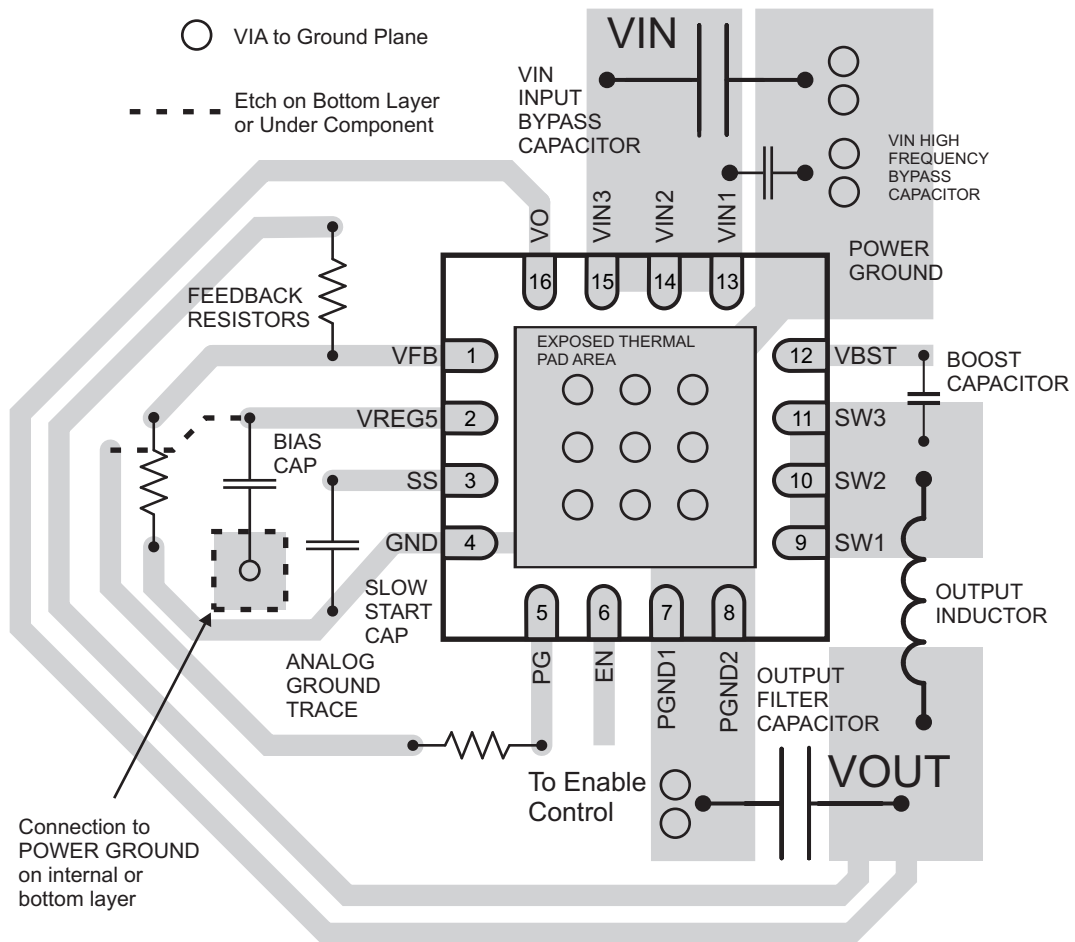 VIA to Ground Plane
Etch on Bottom Layer
or Under Component
VIN
VIN
INPUT
BYPASS
CAPACITOR
VIN HIGH
FREQUENCY
BYPASS
CAPACITOR
POWER
GROUND
VO
VIN3
VIN2
VIN1
16
15
14
13
FEEDBACK
RESISTORS
EXPOSED THERMAL
PAD AREA
VFB
1
VREG5
2
SS
3
GND
4
12
VBST
11
SW3
10
SW2
9
SW1
BOOST
CAPACITOR
BIAS
CAP
SLOW
START
CAP
ANALOG
GROUND
TRACE
5
6
7
8
PG
EN
PGND1
PGND2
OUTPUT
INDUCTOR
OUTPUT
FILTER
CAPACITOR
VOUT
To Enable
Control
Connection to
POWER GROUND
on internal or
bottom layer